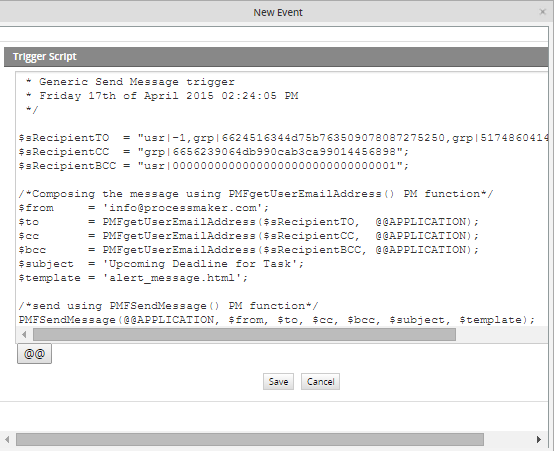 New Event
×
Trigger Script
* Generic Send Message trigger
* Friday 17th of April 2015 02:24:05 PM
*/
$sRecipientTO  = "usr|-1,grp|6624516344d75b763509078087275250,grp|5174860414
$sRecipientCC  = "grp|6656239064db990cab3ca99014456898";
$sRecipientBCC = "usr|00000000000000000000000000000001";
/*Composing the message using PMFgetUserEmailAddress() PM function*/
$from     = 'info@processmaker.com';
$to       = PMFgetUserEmailAddress($sRecipientTO,  @@APPLICATION);
$cc       = PMFgetUserEmailAddress($sRecipientCC,  @@APPLICATION);
$bcc      = PMFgetUserEmailAddress($sRecipientBCC, @@APPLICATION);
$subject  = 'Upcoming Deadline for Task';
$template = 'alert_message.html';
/*send using PMFSendMessage() PM function*/
PMFSendMessage(@@APPLICATION, $from, $to, $cc, $bcc, $subject, $template);
@@
Save Cancel